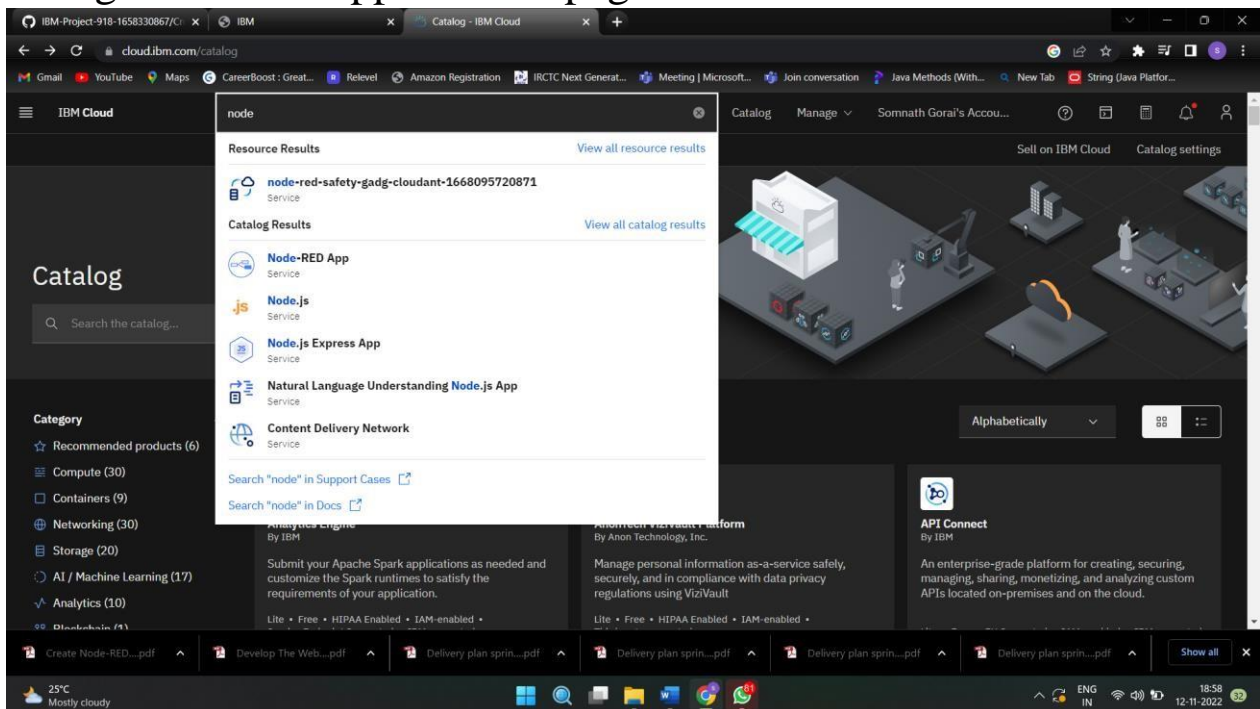 IBM-Project-918-1658330867/Cr
IBM
Catalog - IBM Cloud
cloud.ibm.com/catalog
Gmail
YouTube
Maps
CareerBoost : Great...
Relevel
Amazon Registration
IRCTC Next Generat...
Meeting | Microsoft...
Join conversation
Java Methods (With...
New Tab
String (Java Platfor...
IBM Cloud
node
Catalog
Manage
Somnath Gorai's Accou...
Sell on IBM Cloud
Catalog settings
Resource Results
View all resource results
node-red-safety-gadg-cloudant-1668095720871
Service
Catalog Results
View all catalog results
Node-RED App
Service
Node.js
Service
Node.js Express App
Service
Natural Language Understanding Node.js App
Service
Content Delivery Network
Service
Search "node" in Support Cases
Search "node" in Docs
Catalog
Search the catalog...
Category
Recommended products (6)
Compute (30)
Containers (9)
Networking (30)
Storage (20)
AI / Machine Learning (17)
Analytics (10)
Blockchain (1)
Alphabetically
Analytics Engine
By IBM
Submit your Apache Spark applications as needed and
customize the Spark runtimes to satisfy the
requirements of your application.
Lite • Free • HIPAA Enabled • IAM-enabled •
AnonTech ViziVault Platform
By Anon Technology, Inc.
Manage personal information as-a-service safely,
securely, and in compliance with data privacy
regulations using ViziVault
Lite • Free • HIPAA Enabled • IAM-enabled •
API Connect
By IBM
An enterprise-grade platform for creating, securing,
managing, sharing, monetizing, and analyzing custom
APIs located on-premises and on the cloud.
Create Node-RED....pdf
Develop The Web....pdf
Delivery plan sprin....pdf
Delivery plan sprin....pdf
Delivery plan sprin....pdf
Delivery plan sprin....pdf
Show all
25°C
Mostly cloudy
81
ENG
IN
18:58
12-11-2022
32